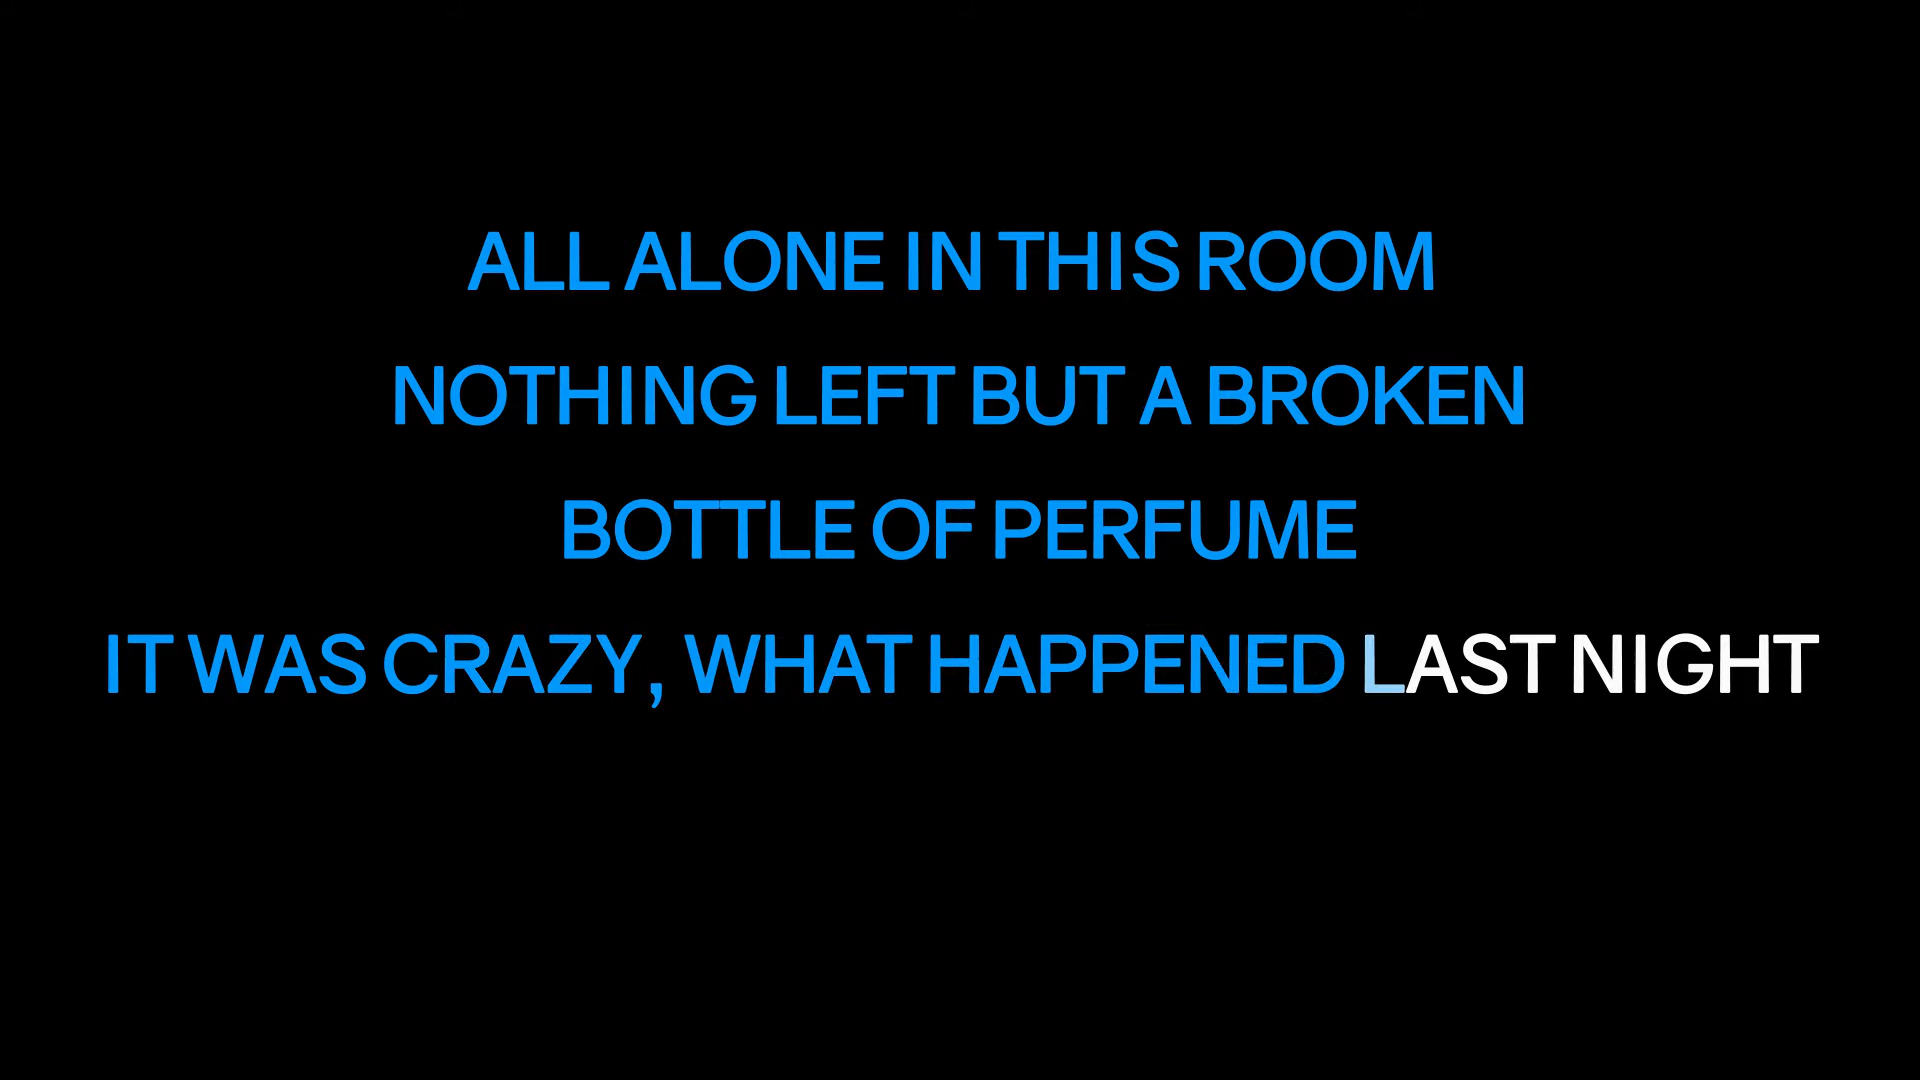 ALL ALONE IN THIS ROOM
NOTHING LEFT BUT A BROKEN
BOTTLE OF PERFUME
IT WAS CRAZY, WHAT HAPPENED LAST NIGHT